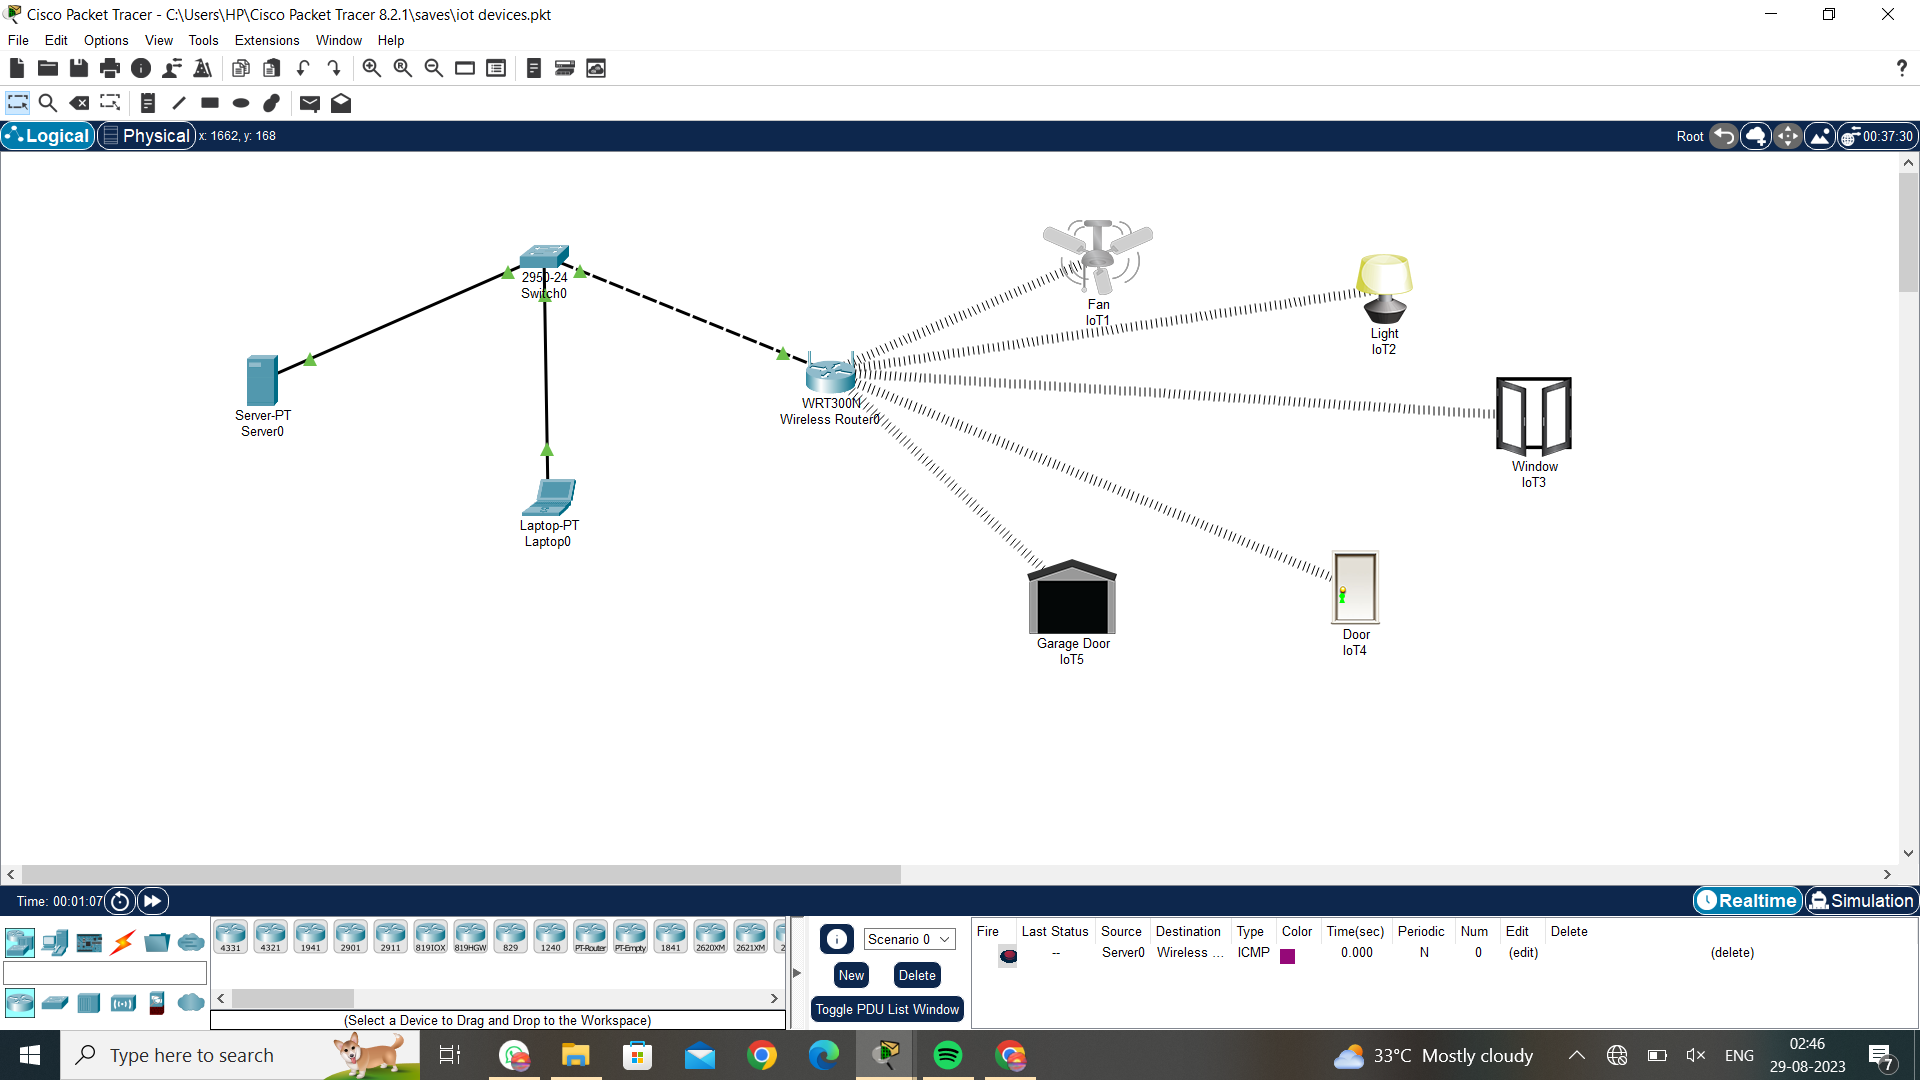 Cisco Packet Tracer - C:\Users\HP\Cisco Packet Tracer 8.2.1\saves\iot devices.pkt
File Edit Options View Tools Extensions Window Help
?
Logical Physical x: 1662, y: 168 Root 00:37:30
2950-24
Switch0
Server-PT
Server0
Laptop-PT
Laptop0
WRT300N
Wireless Router0
Fan
IoT1
Light
IoT2
Window
IoT3
Door
IoT4
Garage Door
IoT5
Time: 00:01:07 Realtime Simulation
4331 4321 1941 2901 2911 819IOX 819HGW 829 1240 PT-Router PT-Empty 1841 2620XM 2621XM
(Select a Device to Drag and Drop to the Workspace)
Scenario 0
New Delete
Toggle PDU List Window
Fire Last Status Source Destination Type Color Time(sec) Periodic Num Edit Delete
-- Server0 Wireless ... ICMP 0.000 N 0 (edit) (delete)
Type here to search
33°C Mostly cloudy
ENG
02:46
29-08-2023
7